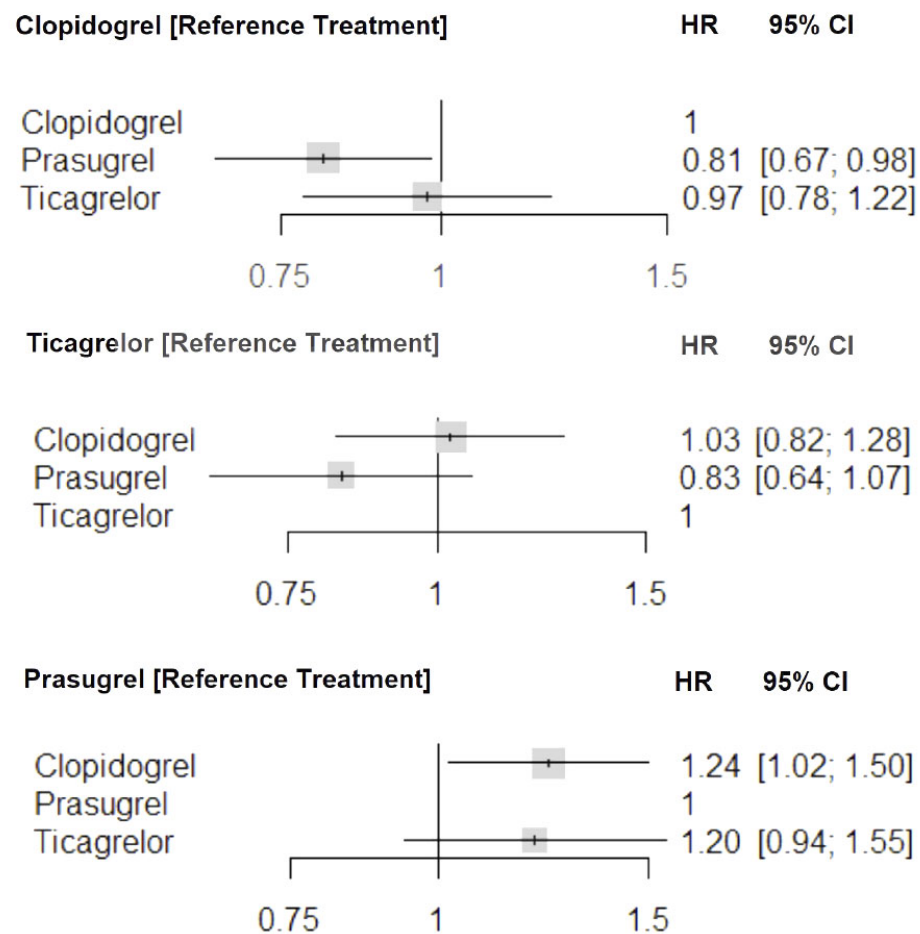 Clopidogrel [Reference Treatment] HR 95% CI
Clopidogrel 1
Prasugrel 0.81 [0.67; 0.98]
Ticagrelor 0.97 [0.78; 1.22]
0.75 1 1.5
Ticagrelor [Reference Treatment] HR 95% CI
Clopidogrel 1.03 [0.82; 1.28]
Prasugrel 0.83 [0.64; 1.07]
Ticagrelor 1
0.75 1 1.5
Prasugrel [Reference Treatment] HR 95% CI
Clopidogrel 1.24 [1.02; 1.50]
Prasugrel 1
Ticagrelor 1.20 [0.94; 1.55]
0.75 1 1.5